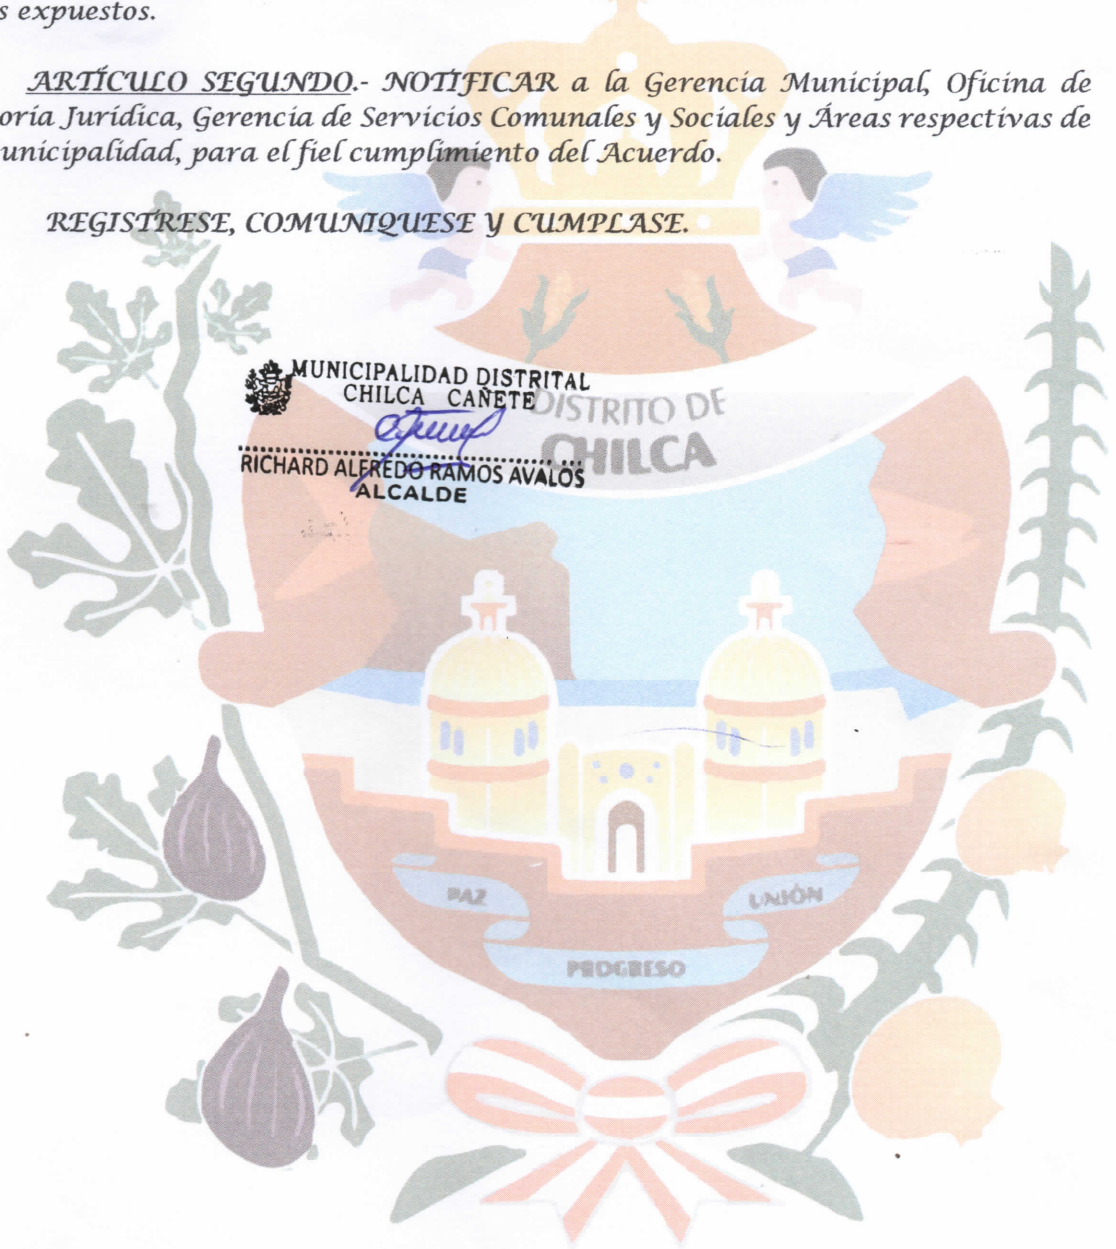 s expuestos.
ARTÍCULO SEGUNDO.- NOTIFICAR a la Gerencia Municipal, Oficina de
oría Jurídica, Gerencia de Servicios Comunales y Sociales y Áreas respectivas de
unicipalidad, para el fiel cumplimiento del Acuerdo.
REGISTRESE, COMUNIQUESE Y CUMPLASE.
MUNICIPALIDAD DISTRITAL
CHILCA CAÑETE
RICHARD ALFREDO RAMOS AVALOS
ALCALDE
DISTRITO DE
CHILCA
PAZ
UNIÓN
PROGRESO